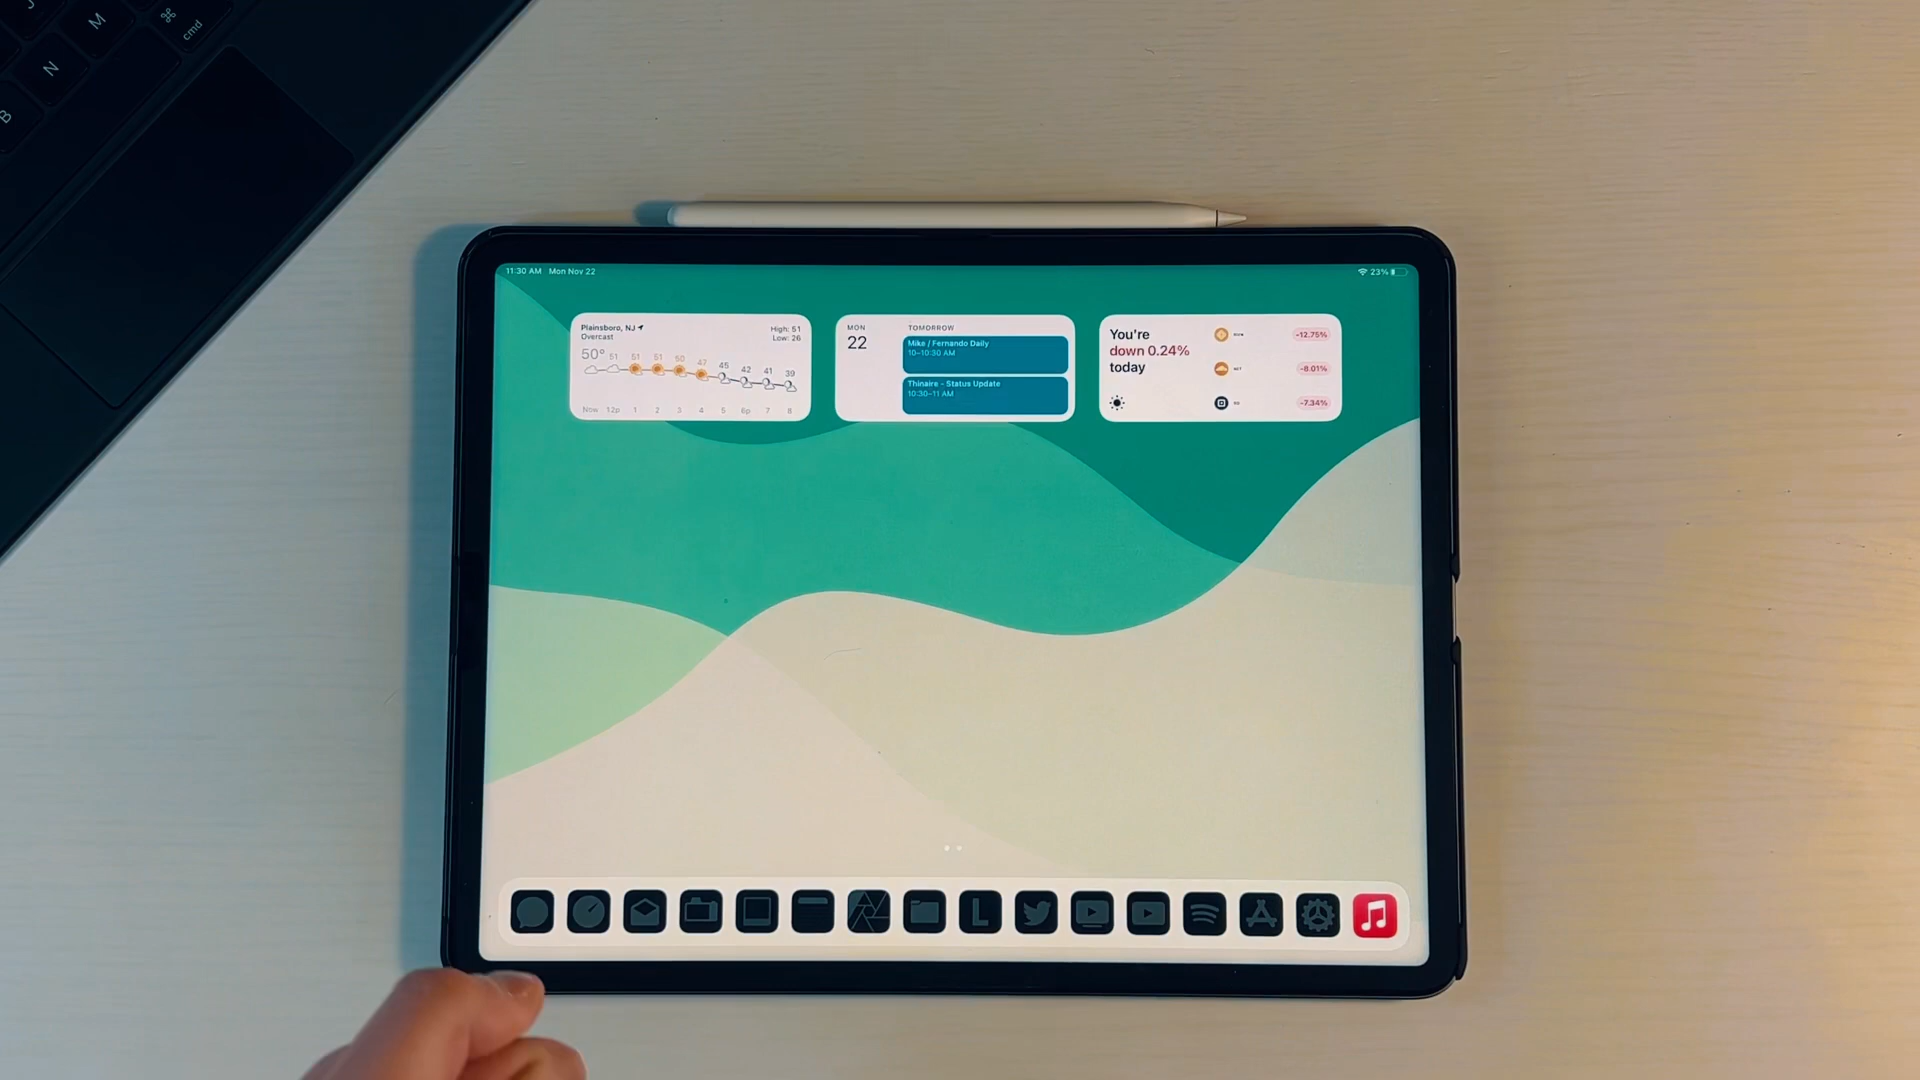 M
⌘
cmd
N
B
11:30 AM Mon Nov 22
23%
Plainsboro, NJ
Overcast
High: 51
Low: 26
50° 51 51 51 50 47 45 42 41 39
Now 12p 1 2 3 4 5 6p 7 8
MON
22
TOMORROW
Mike / Fernando Daily
10–10:30 AM
Thinaire - Status Update
10:30–11 AM
You're
down 0.24%
today
-12.75%
-8.01%
-7.34%
L